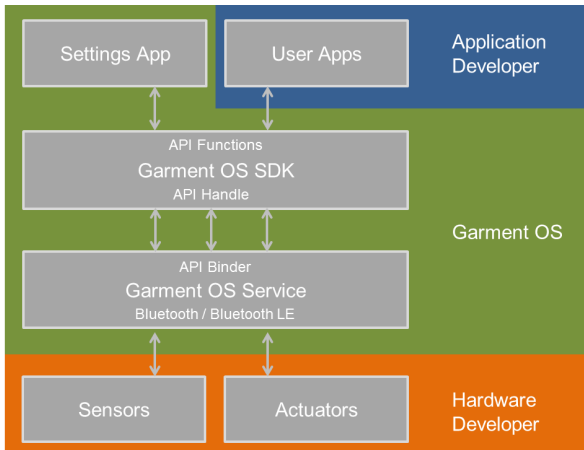 Settings App
User Apps
Application
Developer
API Functions
Garment OS SDK
API Handle
Garment OS
API Binder
Garment OS Service
Bluetooth / Bluetooth LE
Sensors
Actuators
Hardware
Developer